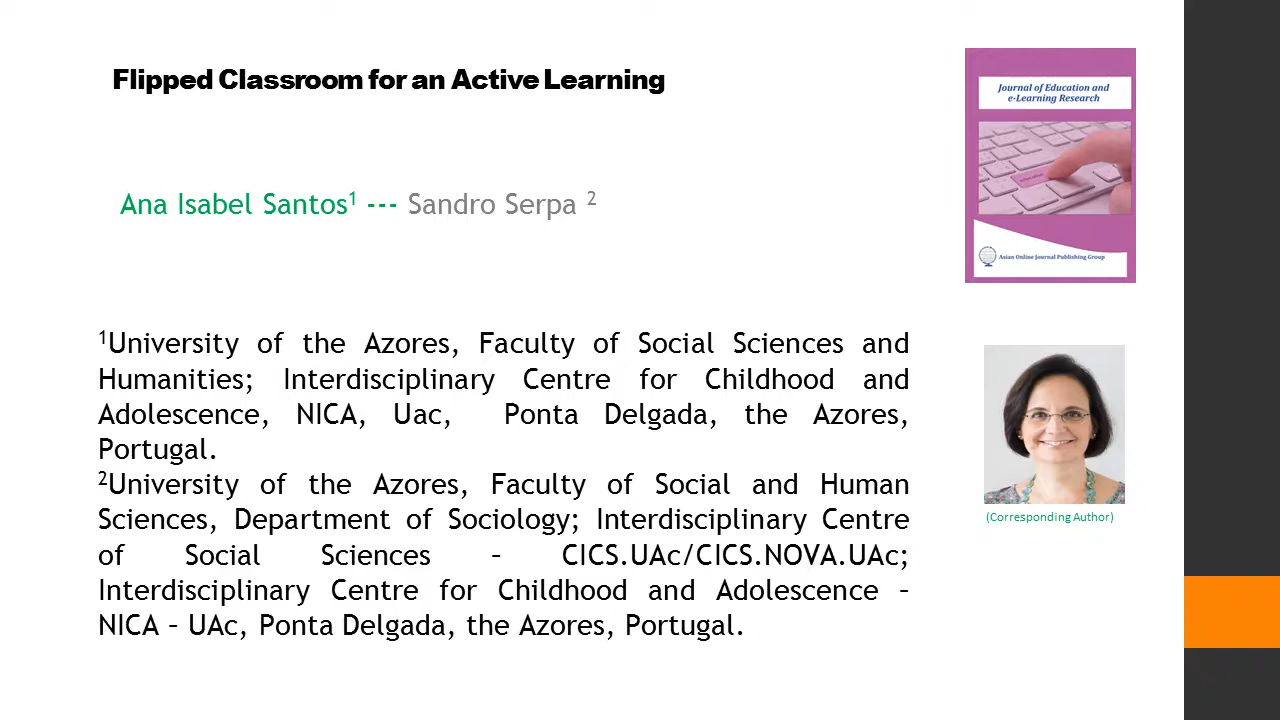 Flipped Classroom for an Active Learning
Journal of Education and
e-Learning Research
Ana Isabel Santos1 --- Sandro Serpa 2
Asian Online Journal Publishing Group
1University of the Azores, Faculty of Social Sciences and
Humanities; Interdisciplinary Centre for Childhood and
Adolescence, NICA, Uac, Ponta Delgada, the Azores,
Portugal.
2University of the Azores, Faculty of Social and Human
Sciences, Department of Sociology; Interdisciplinary Centre
of Social Sciences – CICS.UAc/CICS.NOVA.UAc;
Interdisciplinary Centre for Childhood and Adolescence –
NICA – UAc, Ponta Delgada, the Azores, Portugal.
(Corresponding Author)